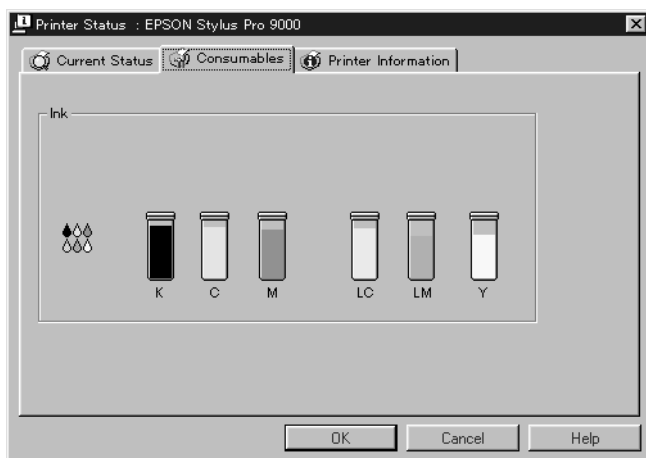 Printer Status : EPSON Stylus Pro 9000
Current Status Consumables Printer Information
Ink
K C M LC LM Y
OK Cancel Help